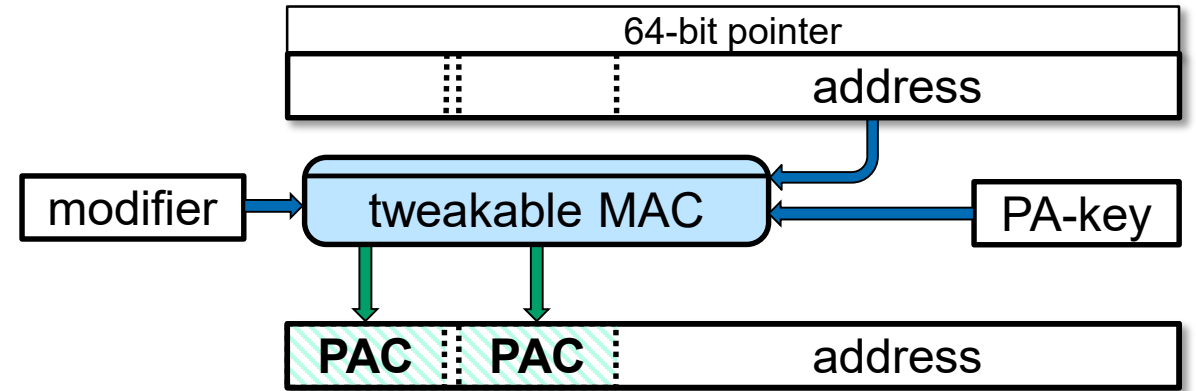 64-bit pointer
address
modifier
tweakable MAC
PA-key
PAC PAC address